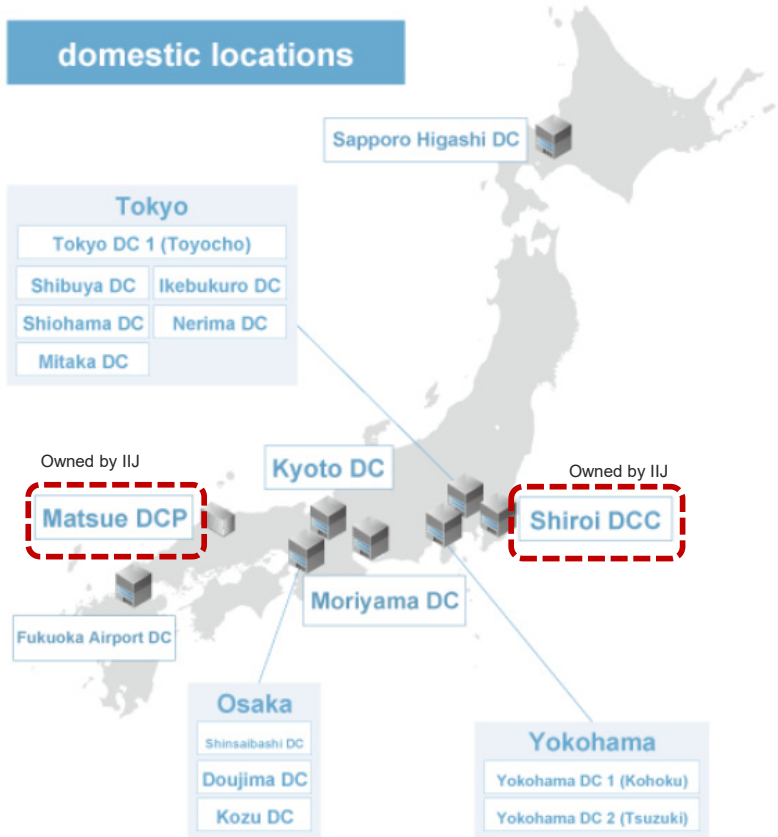 domestic locations
Sapporo Higashi DC
Tokyo
Tokyo DC 1 (Toyocho)
Shibuya DC
Ikebukuro DC
Shiohama DC
Nerima DC
Mitaka DC
Owned by IIJ
Matsue DCP
Kyoto DC
Owned by IIJ
Shiroi DCC
Moriyama DC
Fukuoka Airport DC
Osaka
Shinsaibashi DC
Doujima DC
Kozu DC
Yokohama
Yokohama DC 1 (Kohoku)
Yokohama DC 2 (Tsuzuki)